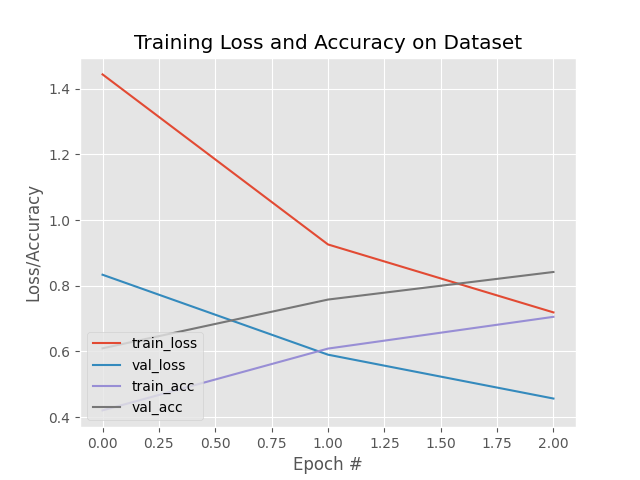 Training Loss and Accuracy on Dataset
Loss/Accuracy
1.4
1.2
1.0
0.8
0.6
0.4
train_loss
val_loss
train_acc
val_acc
0.00 0.25 0.50 0.75 1.00 1.25 1.50 1.75 2.00
Epoch #